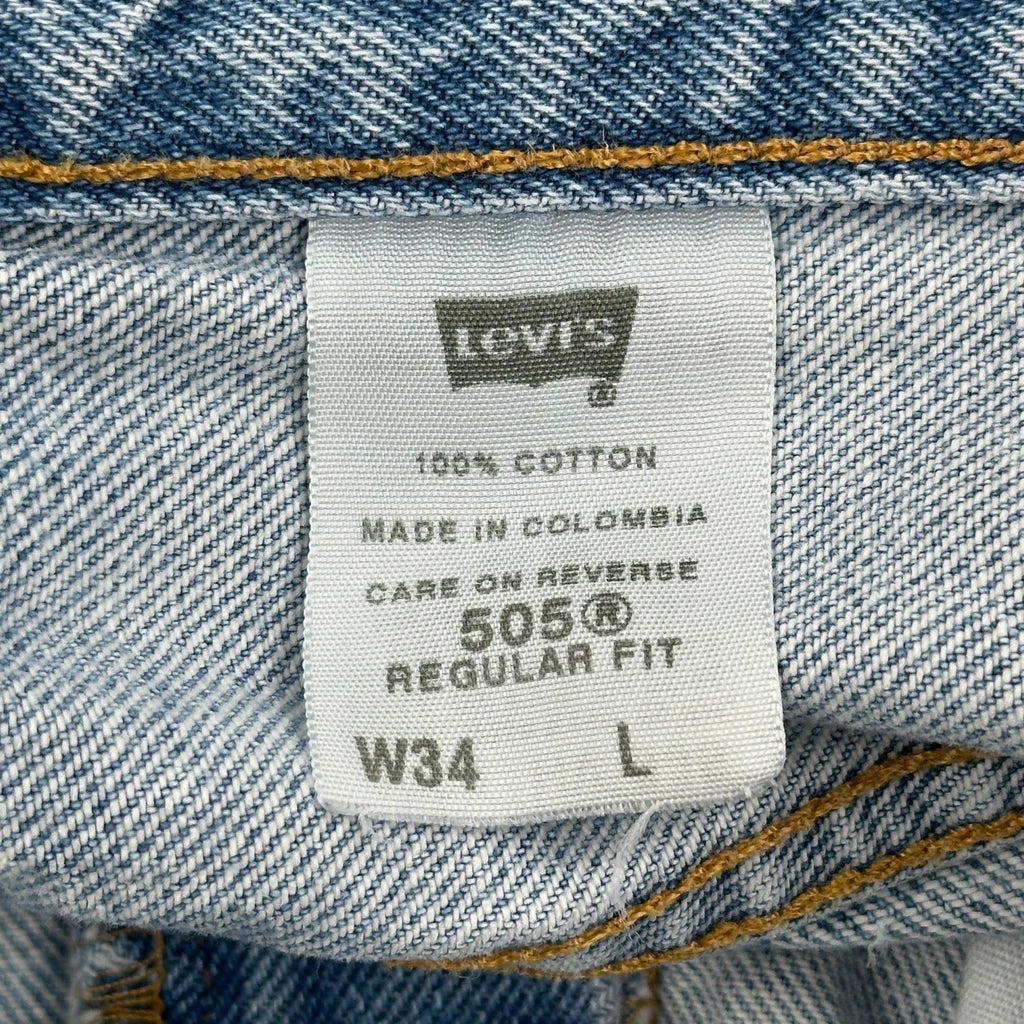 Levi's
®
100% COTTON
MADE IN COLOMBIA
CARE ON REVERSE
505®
REGULAR FIT
W34 L